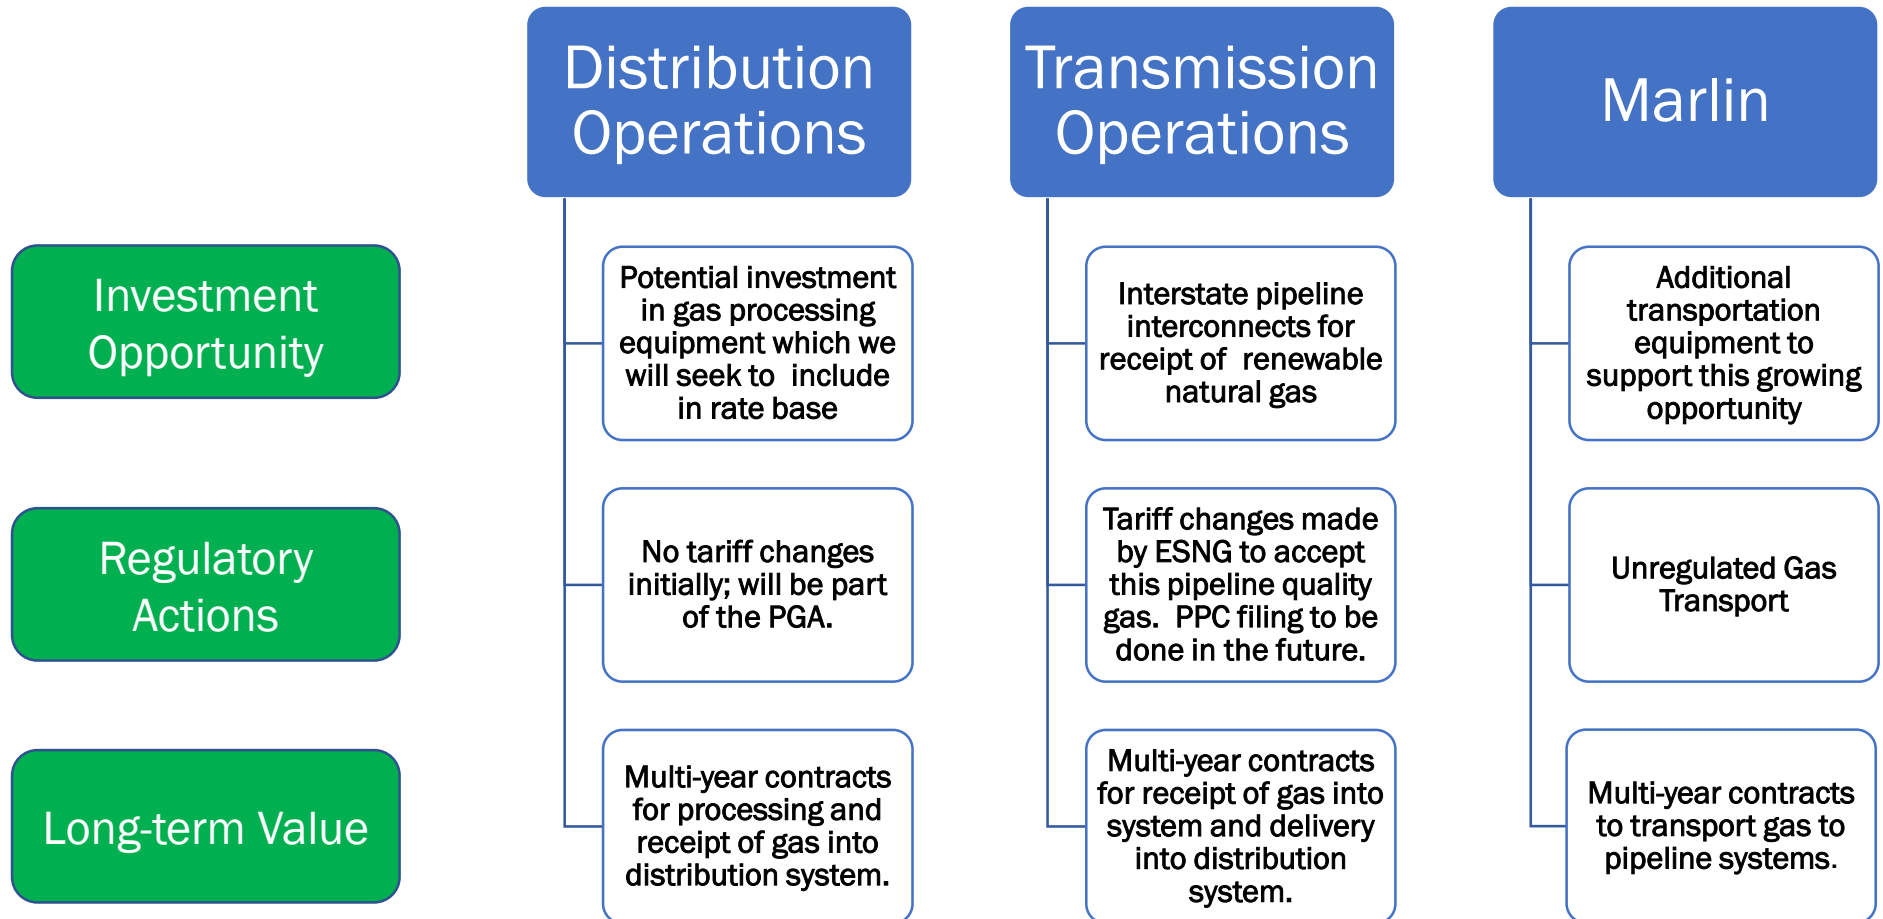 Distribution
Operations
Transmission
Operations
Marlin
Investment
Opportunity
Potential investment
in gas processing
equipment which we
will seek to include
in rate base
Interstate pipeline
interconnects for
receipt of renewable
natural gas
Additional
transportation
equipment to
support this growing
opportunity
Regulatory
Actions
No tariff changes
initially; will be part
of the PGA.
Tariff changes made
by ESNG to accept
this pipeline quality
gas. PPC filing to be
done in the future.
Unregulated Gas
Transport
Long-term Value
Multi-year contracts
for processing and
receipt of gas into
distribution system.
Multi-year contracts
for receipt of gas into
system and delivery
into distribution
system.
Multi-year contracts
to transport gas to
pipeline systems.